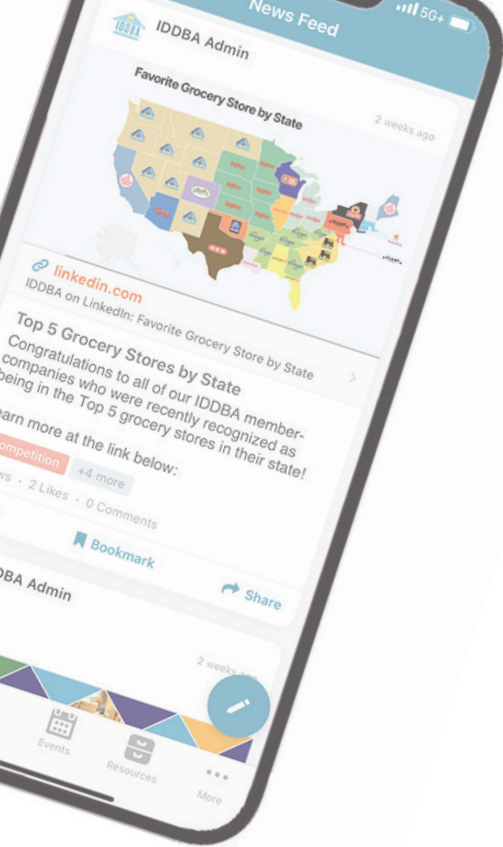 News Feed
5G+
IDDBA
IDDBA Admin
2 weeks ago
Favorite Grocery Store by State
linkedin.com
IDDBA on LinkedIn: Favorite Grocery Store by State
Top 5 Grocery Stores by State
Congratulations to all of our IDDBA member-
companies who were recently recognized as
being in the Top 5 grocery stores in their state!
earn more at the link below:
ompetition
+4 more
ws • 2 Likes • 0 Comments
Bookmark
Share
DBA Admin
2 weeks ago
Events
Resources
More